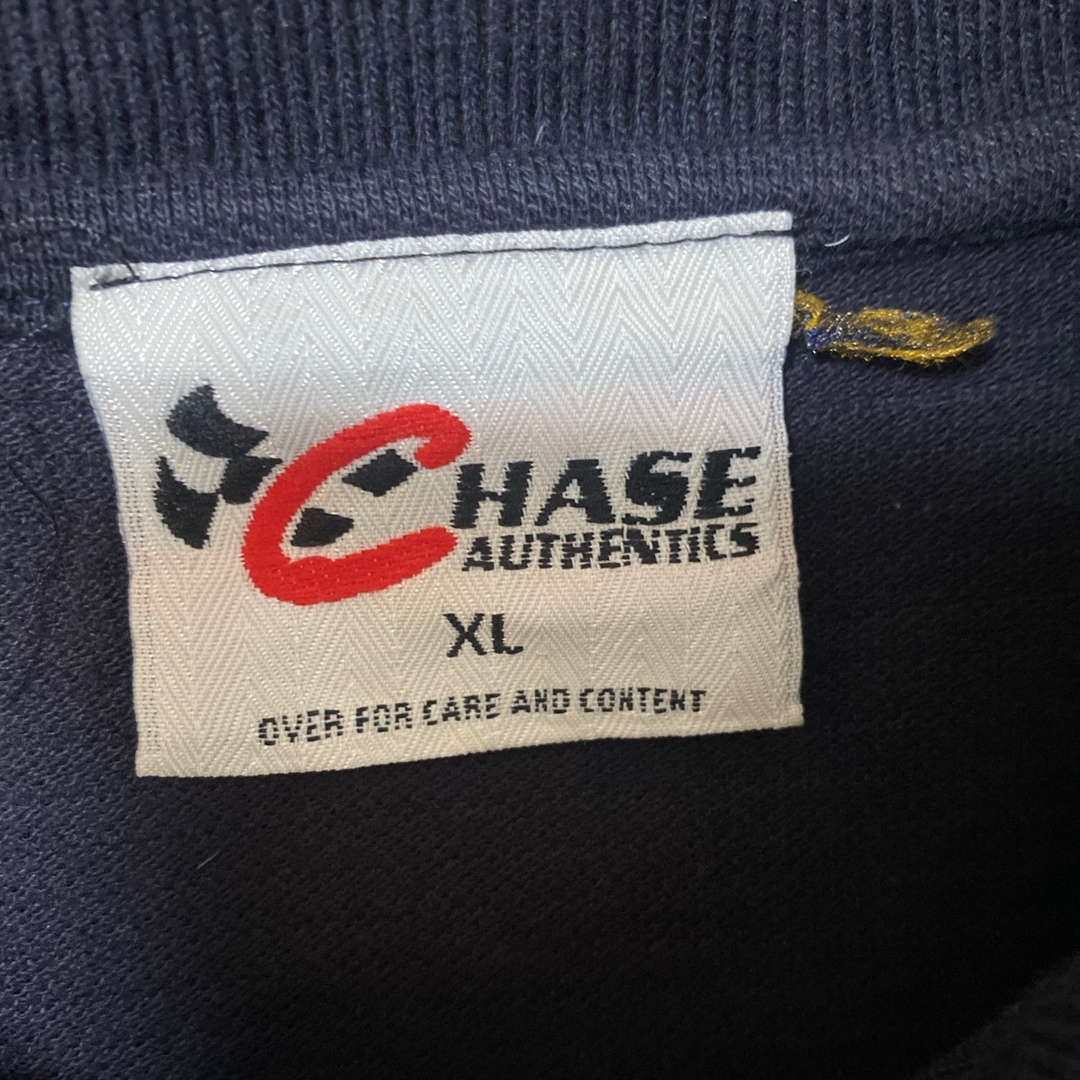 CHASE
AUTHENTICS
XL
OVER FOR CARE AND CONTENT